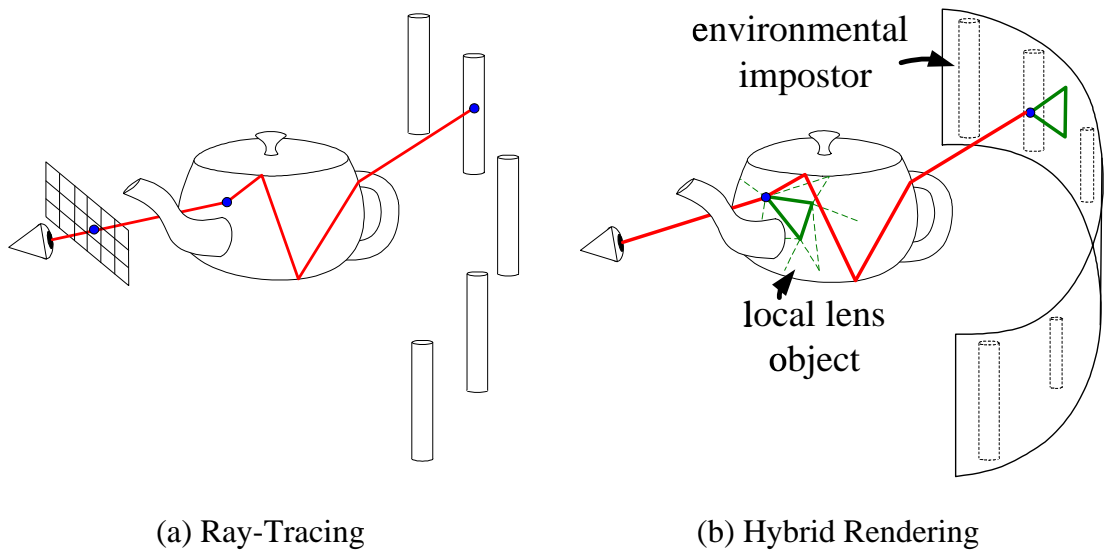 environmental
impostor
local lens
object
(a) Ray-Tracing
(b) Hybrid Rendering